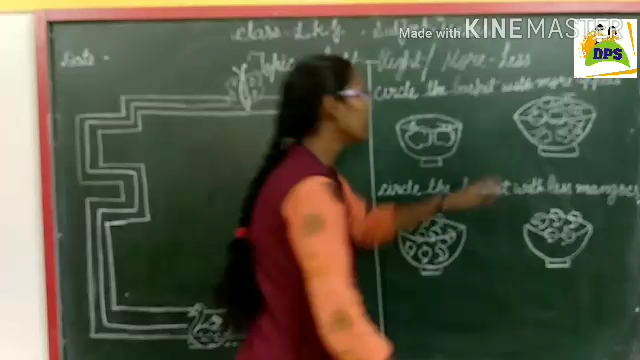 Made with KINEMASTER
DPS
Class - L.K.G. Subject
Date -
Topic Right / More - Less
circle the basket with more apples
circle the basket with less mangoes